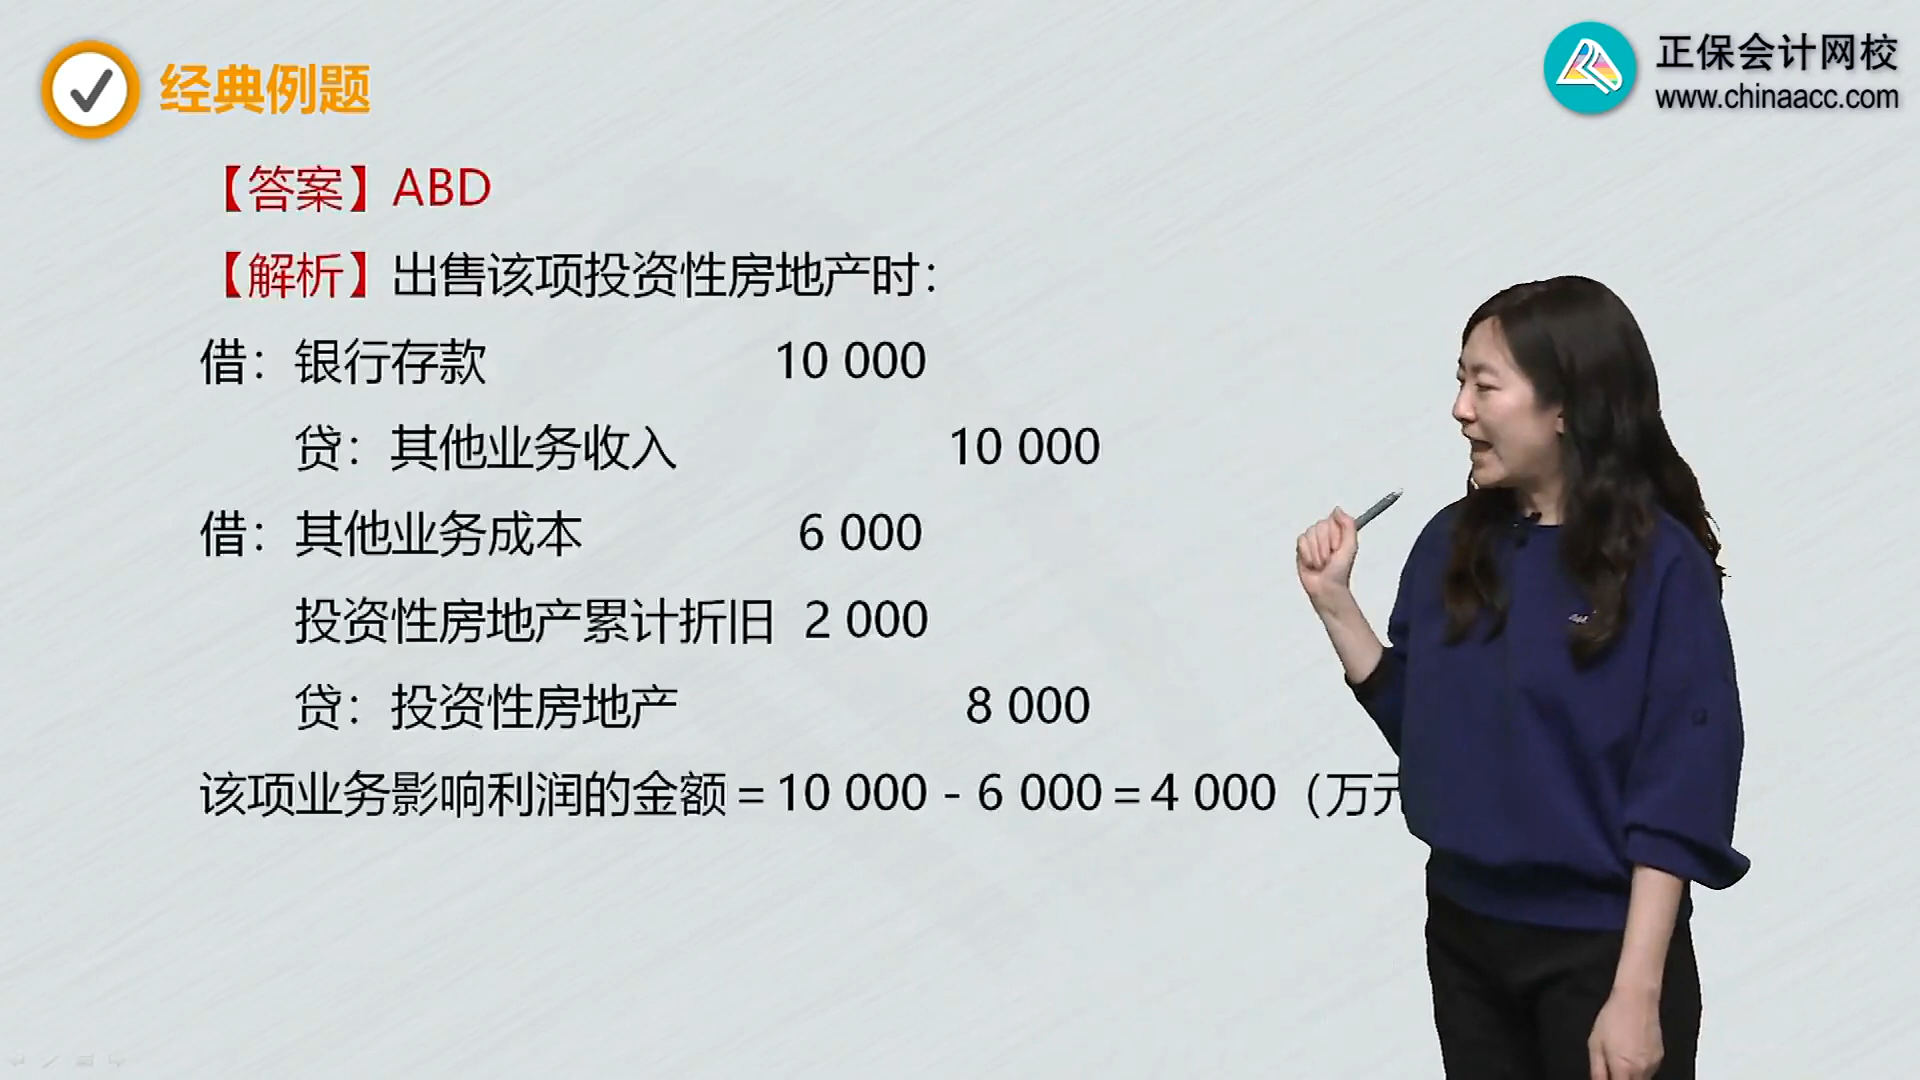 经典例题
正保会计网校
www.chinaacc.com
【答案】ABD
【解析】出售该项投资性房地产时：
借：银行存款 10 000
贷：其他业务收入 10 000
借：其他业务成本 6 000
投资性房地产累计折旧 2 000
贷：投资性房地产 8 000
该项业务影响利润的金额＝10 000－6 000＝4 000（万元